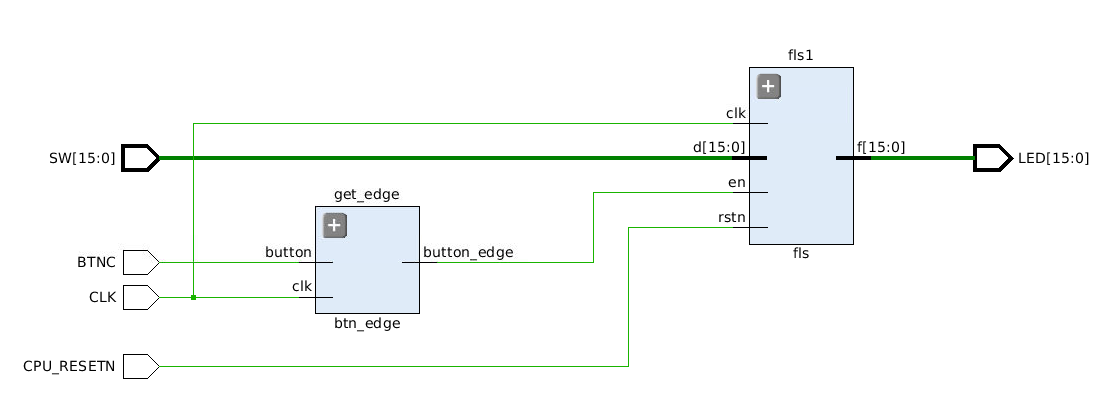 fls1
clk
SW[15:0]
d[15:0]
f[15:0]
LED[15:0]
en
get_edge
rstn
button
button_edge
fls
BTNC
clk
CLK
btn_edge
CPU_RESETN